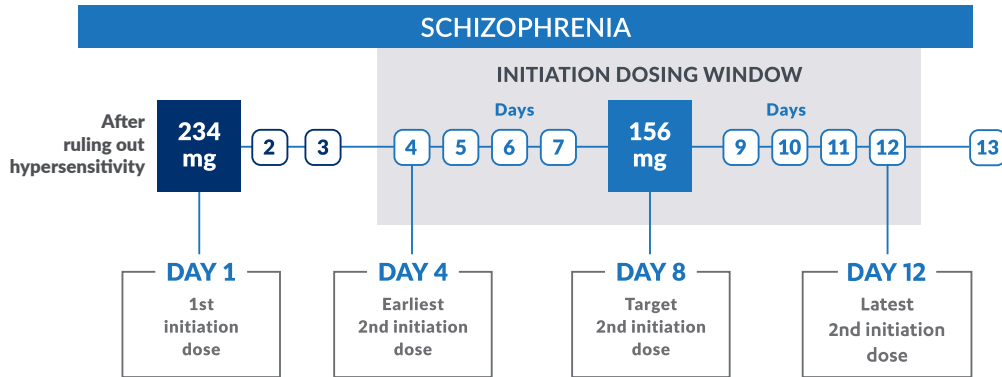 SCHIZOPHRENIA
INITIATION DOSING WINDOW
After
ruling out
hypersensitivity
234
mg
2
3
Days
4
5
6
7
156
mg
Days
9
10
11
12
13
DAY 1
1st
initiation
dose
DAY 4
Earliest
2nd initiation
dose
DAY 8
Target
2nd initiation
dose
DAY 12
Latest
2nd initiation
dose